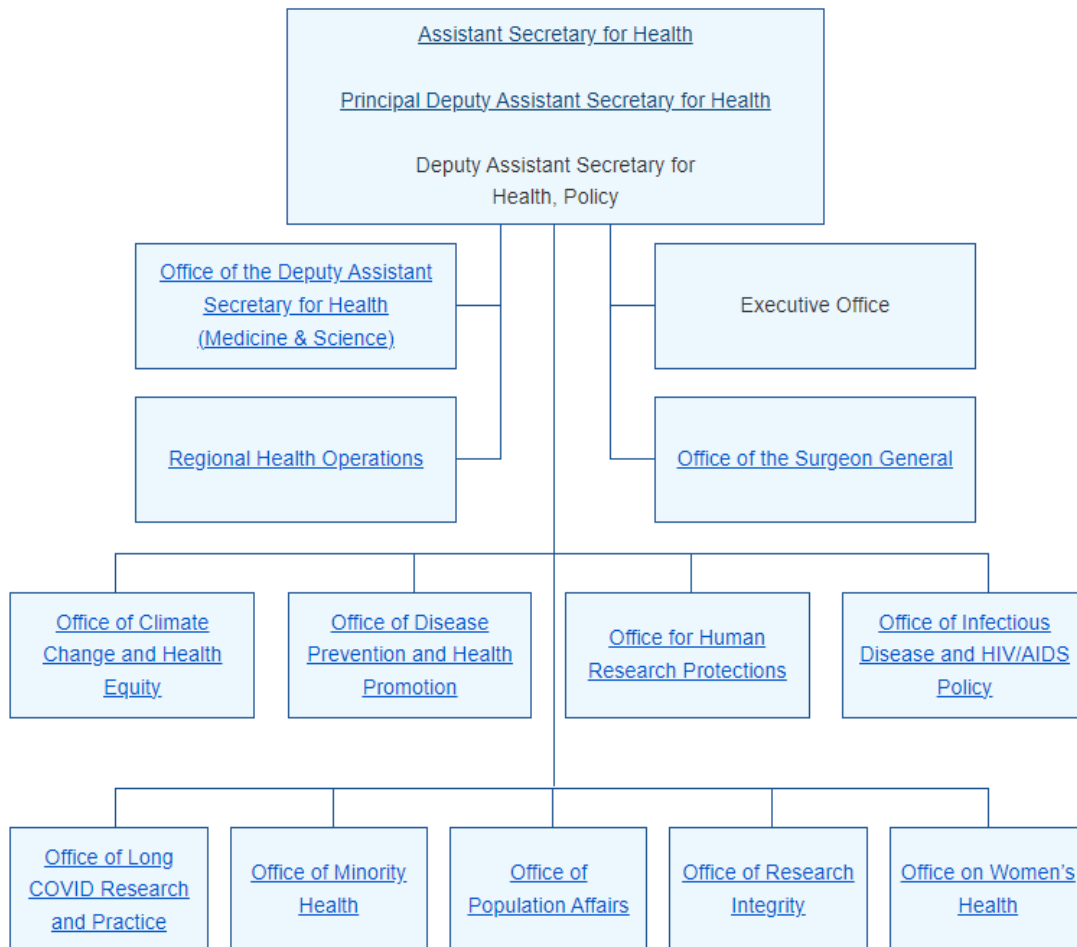 Assistant Secretary for Health
Principal Deputy Assistant Secretary for Health
Deputy Assistant Secretary for
Health, Policy
Office of the Deputy Assistant
Secretary for Health
(Medicine & Science)
Executive Office
Regional Health Operations
Office of the Surgeon General
Office of Climate
Change and Health
Equity
Office of Disease
Prevention and Health
Promotion
Office for Human
Research Protections
Office of Infectious
Disease and HIV/AIDS
Policy
Office of Long
COVID Research
and Practice
Office of Minority
Health
Office of
Population Affairs
Office of Research
Integrity
Office on Women’s
Health